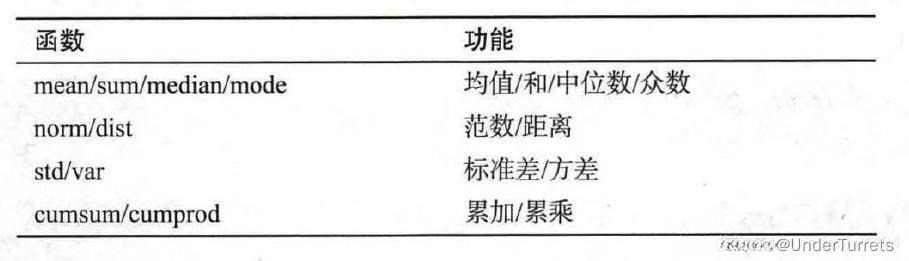 函数 功能
mean/sum/median/mode 均值/和/中位数/众数
norm/dist 范数/距离
std/var 标准差/方差
cumsum/cumprod 累加/累乘
@UnderTurrets